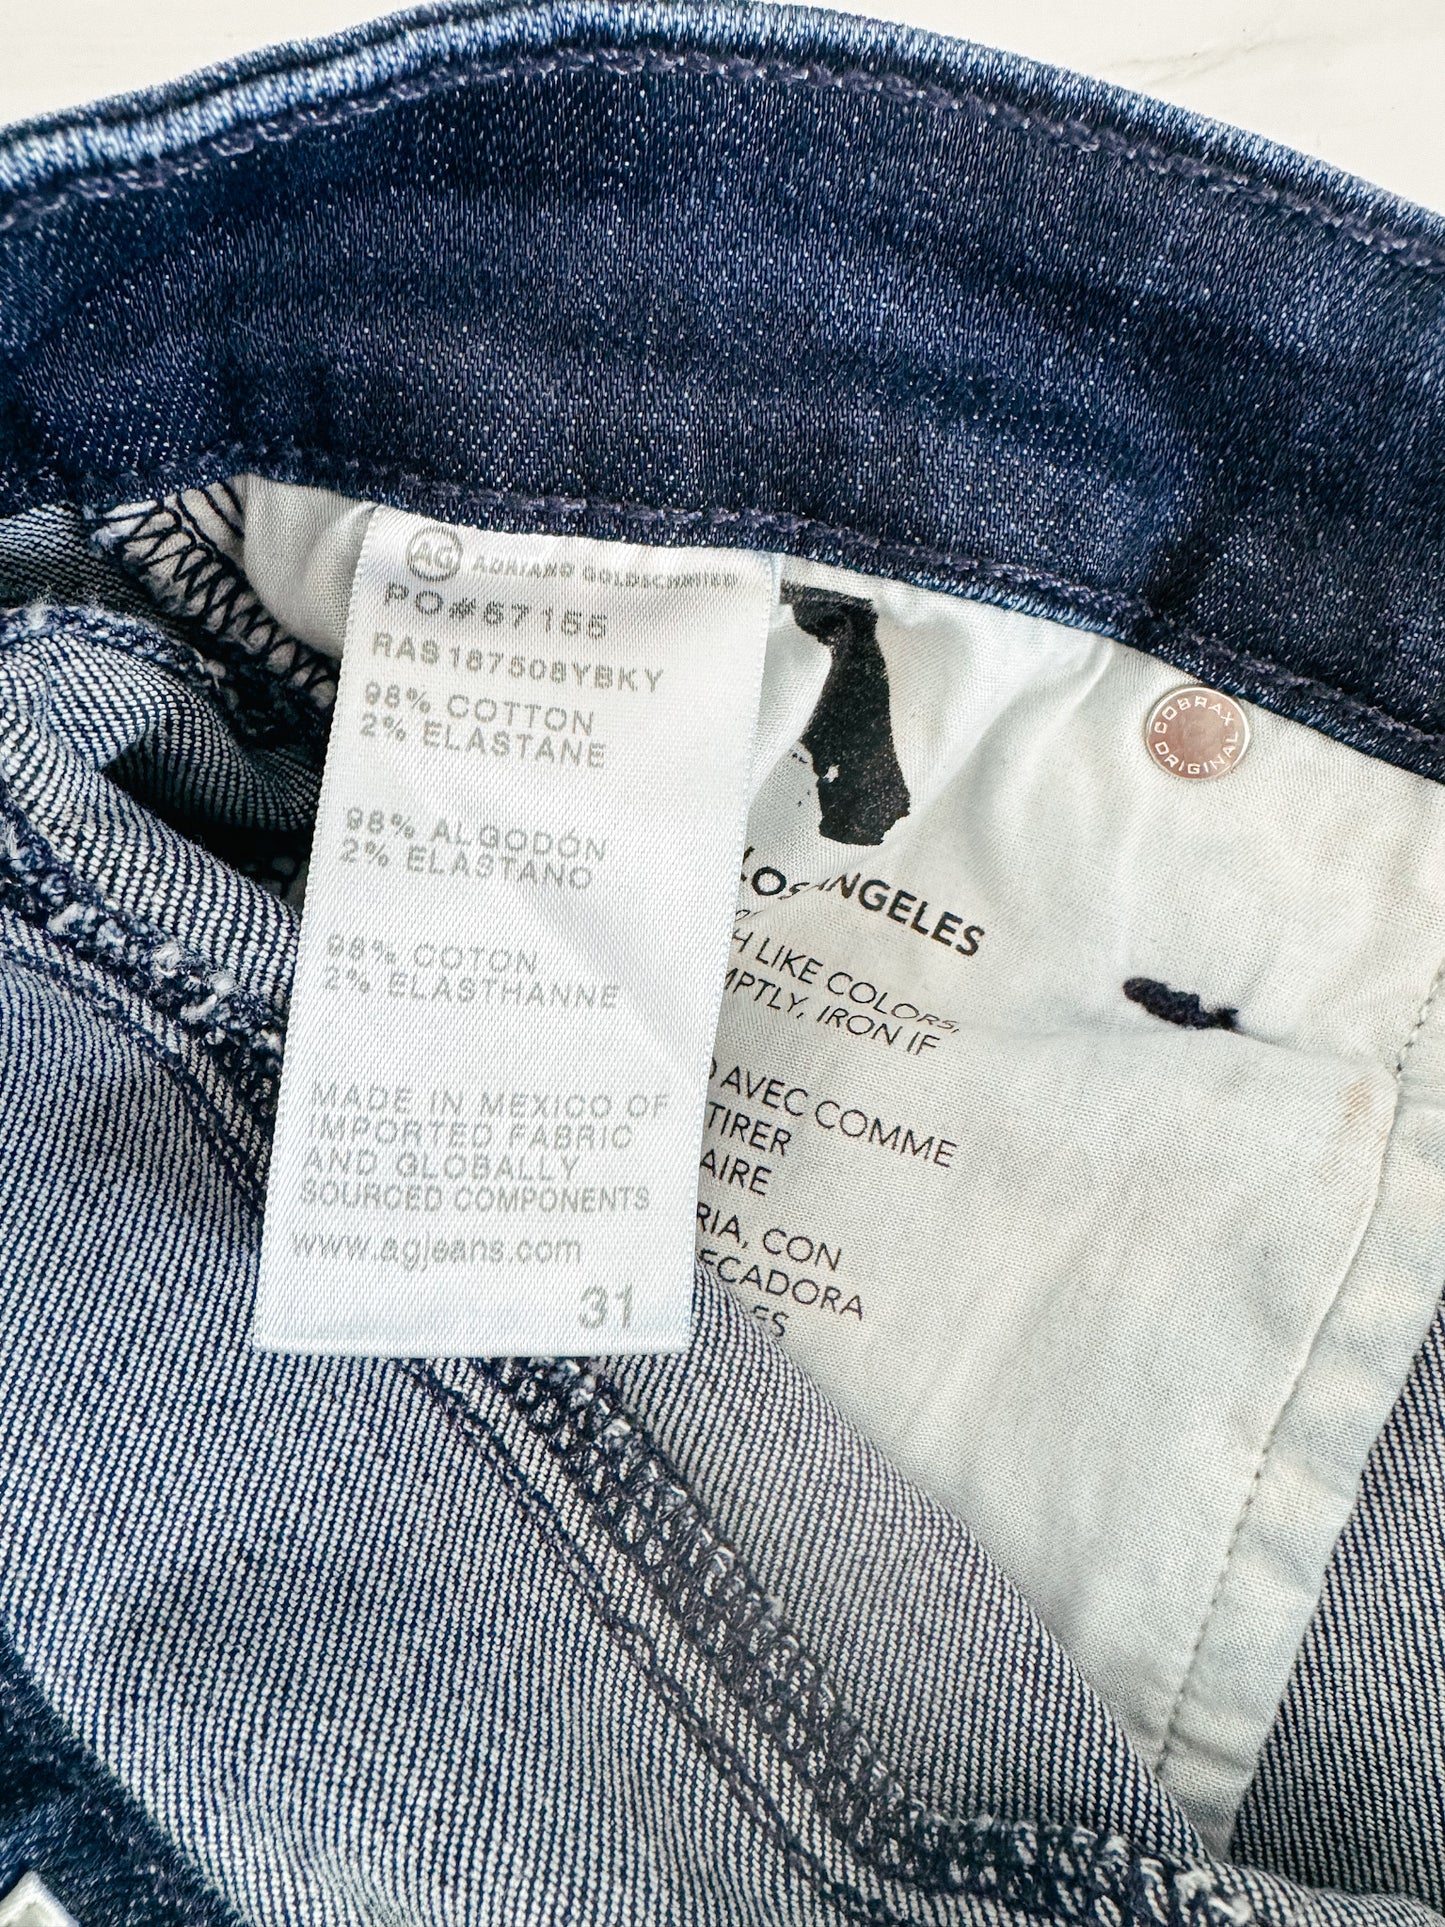 AG ADRIANO GOLDSCHMIED
PO#67155
RAS187508YBKY
98% COTTON
2% ELASTANE
98% ALGODÓN
2% ELASTANO
98% COTON
2% ELASTHANNE
MADE IN MEXICO OF
IMPORTED FABRIC
AND GLOBALLY
SOURCED COMPONENTS
www.agjeans.com
31
COBRAX
ORIGINAL
LOS ANGELES
H LIKE COLORS,
MPTLY, IRON IF
AVEC COMME
TIRER
AIRE
RIA, CON
ECADORA
ES